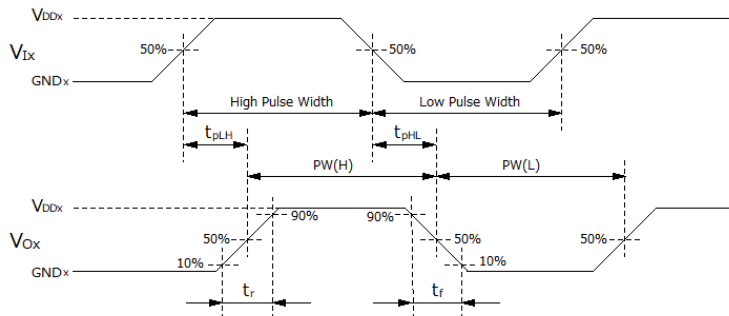 VDDx
VIx
50%
50%
50%
GNDx
High Pulse Width
Low Pulse Width
tpLH
tpHL
PW(H)
PW(L)
VDDx
90%
90%
VOx
50%
50%
50%
10%
10%
GNDx
tr
tf